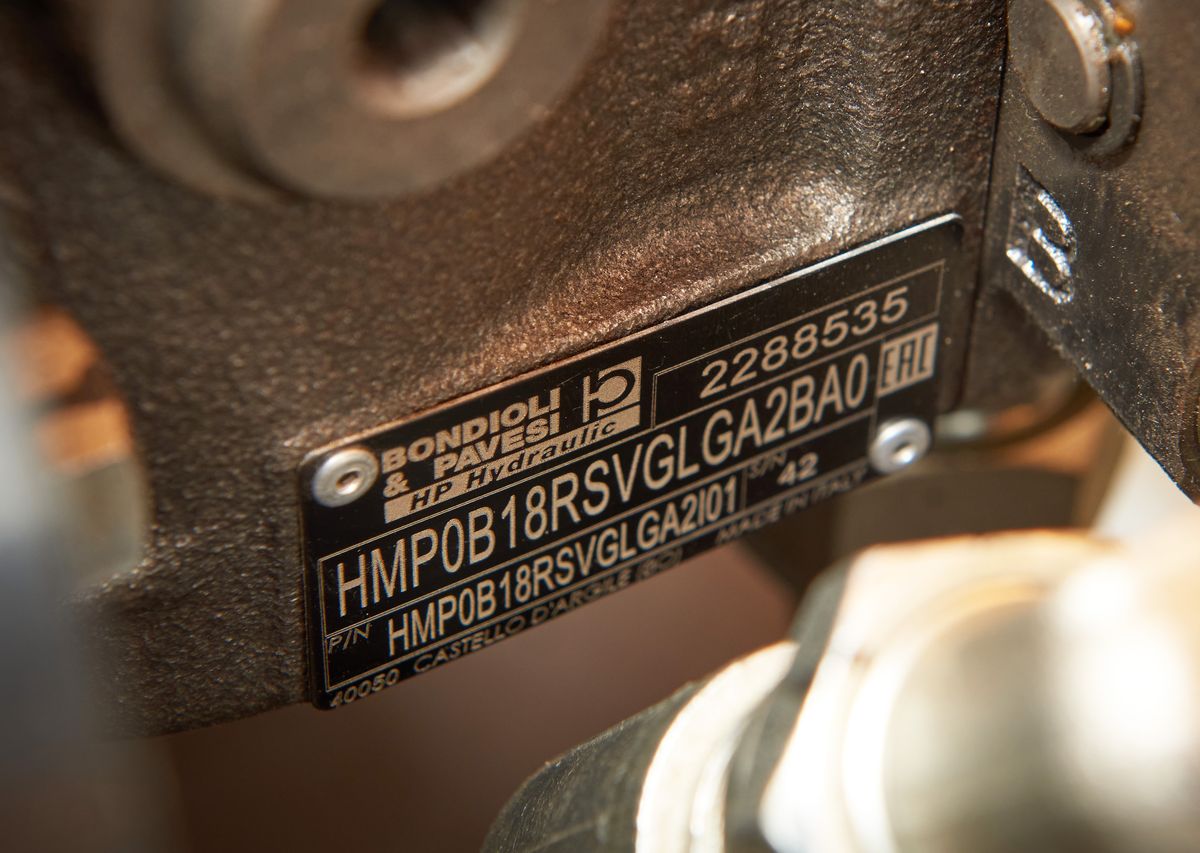 BONDIOLI
& PAVESI
HP Hydraulic
2288535
HMP0B18RSVGLGA2BA0
EAC
P/N HMP0B18RSVGLGA2I01
S/N 42
40050 CASTELLO D'ARGILE (BO) MADE IN ITALY